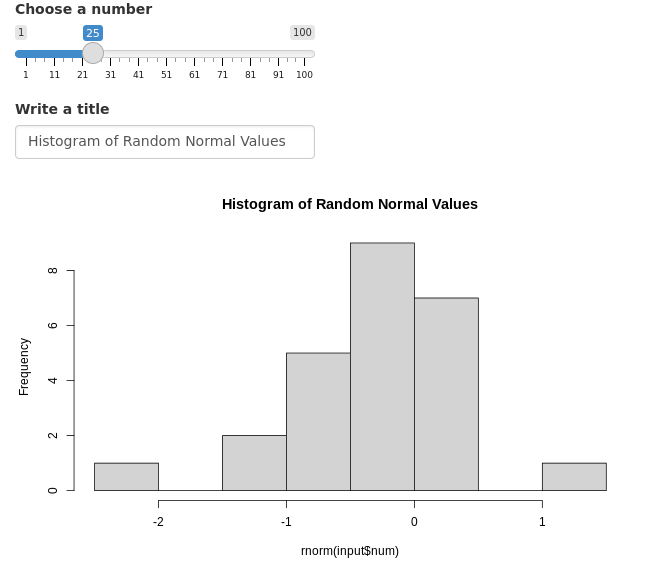 Choose a number
1 25 100
1 11 21 31 41 51 61 71 81 91 100
Write a title
Histogram of Random Normal Values
Histogram of Random Normal Values
8
6
4
2
0
Frequency
-2 -1 0 1
rnorm(input$num)